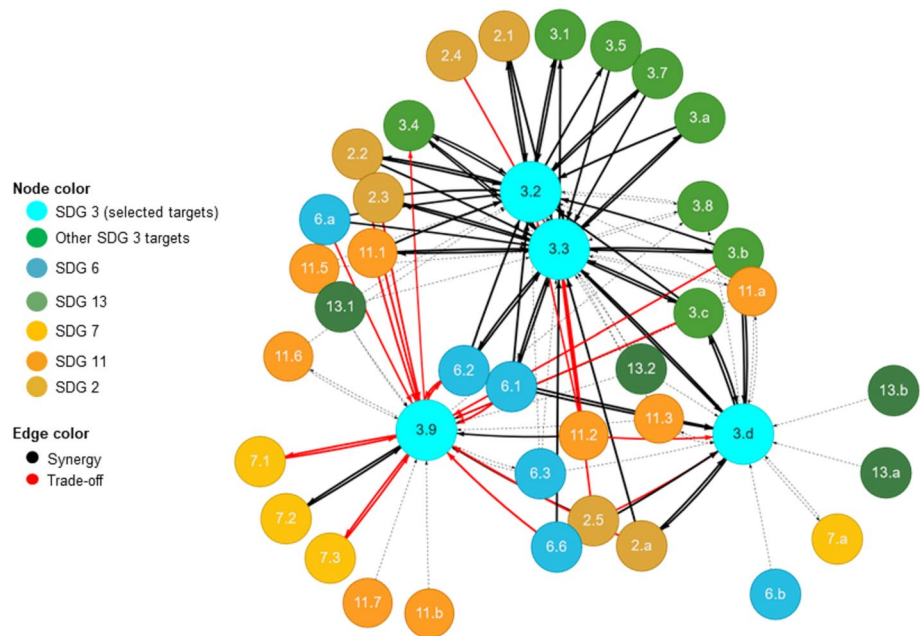 2.1
3.1
3.5
2.4
3.7
3.a
3.4
2.2
3.2
2.3
3.8
6.a
3.3
3.b
11.1
11.5
11.a
13.1
3.c
11.6
6.2
13.2
6.1
13.b
11.3
3.9
11.2
3.d
7.1
6.3
13.a
7.2
2.5
7.a
7.3
6.6
2.a
6.b
11.7
11.b
Node color
SDG 3 (selected targets)
Other SDG 3 targets
SDG 6
SDG 13
SDG 7
SDG 11
SDG 2
Edge color
Synergy
Trade-off